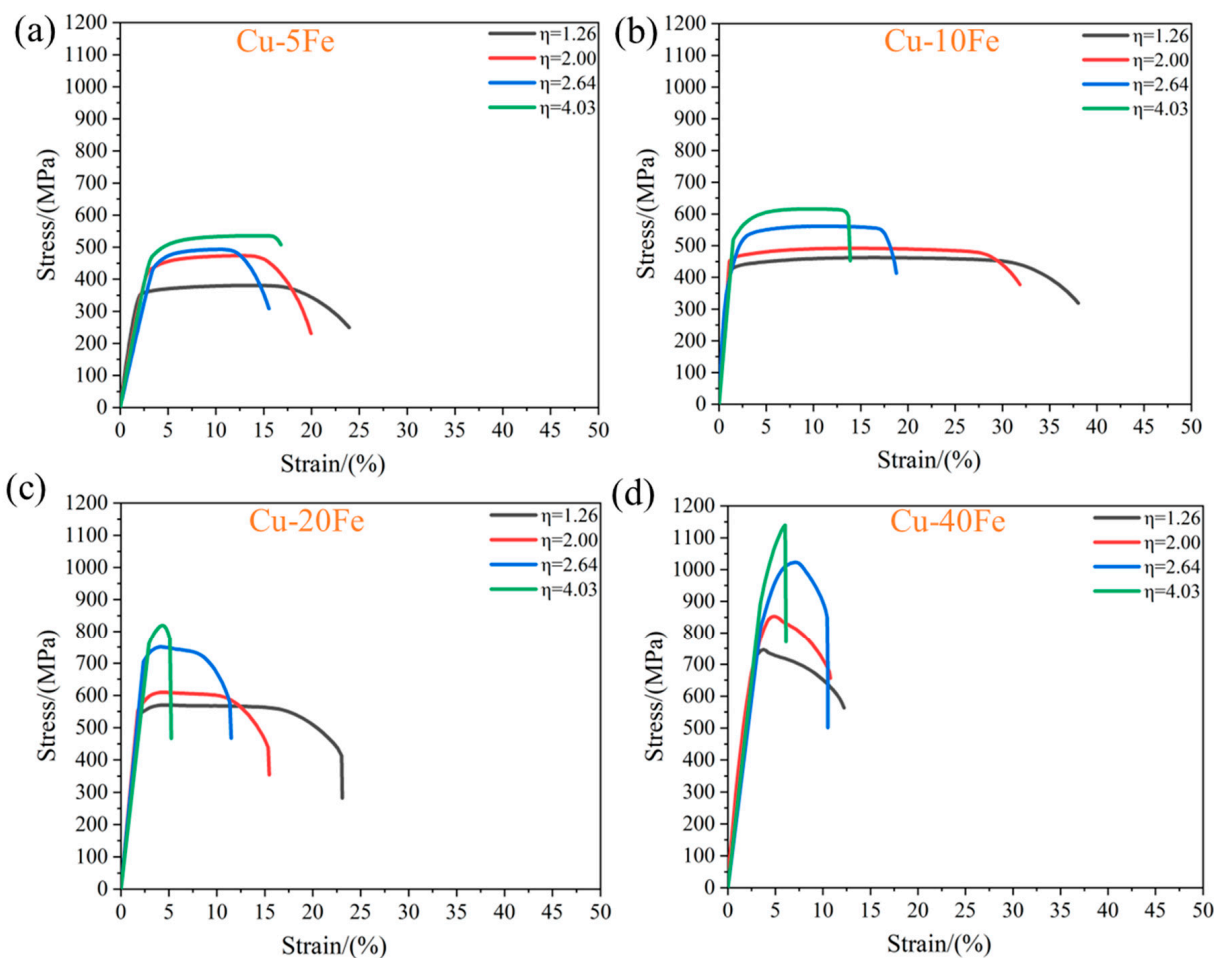 (a)
Cu-5Fe
η=1.26
η=2.00
η=2.64
η=4.03
Stress/(MPa)
1200
1100
1000
900
800
700
600
500
400
300
200
100
0
0 5 10 15 20 25 30 35 40 45 50
Strain/(%)
(b)
Cu-10Fe
η=1.26
η=2.00
η=2.64
η=4.03
Stress/(MPa)
1200
1100
1000
900
800
700
600
500
400
300
200
100
0
0 5 10 15 20 25 30 35 40 45 50
Strain/(%)
(c)
Cu-20Fe
η=1.26
η=2.00
η=2.64
η=4.03
Stress/(MPa)
1200
1100
1000
900
800
700
600
500
400
300
200
100
0
0 5 10 15 20 25 30 35 40 45 50
Strain/(%)
(d)
Cu-40Fe
η=1.26
η=2.00
η=2.64
η=4.03
Stress/(MPa)
1200
1100
1000
900
800
700
600
500
400
300
200
100
0
0 5 10 15 20 25 30 35 40 45 50
Strain/(%)